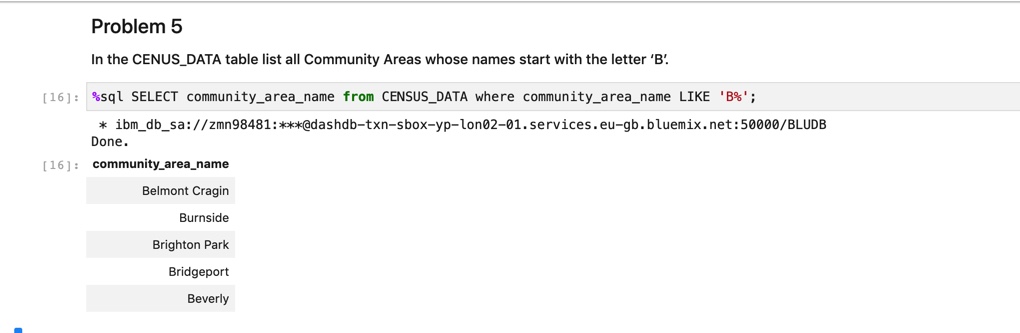 Problem 5
In the CENUS_DATA table list all Community Areas whose names start with the letter ‘B’.
[16]: %sql SELECT community_area_name from CENSUS_DATA where community_area_name LIKE 'B%';
* ibm_db_sa://zmn98481:***@dashdb-txn-sbox-yp-lon02-01.services.eu-gb.bluemix.net:50000/BLUDB
Done.
[16]: community_area_name
Belmont Cragin
Burnside
Brighton Park
Bridgeport
Beverly